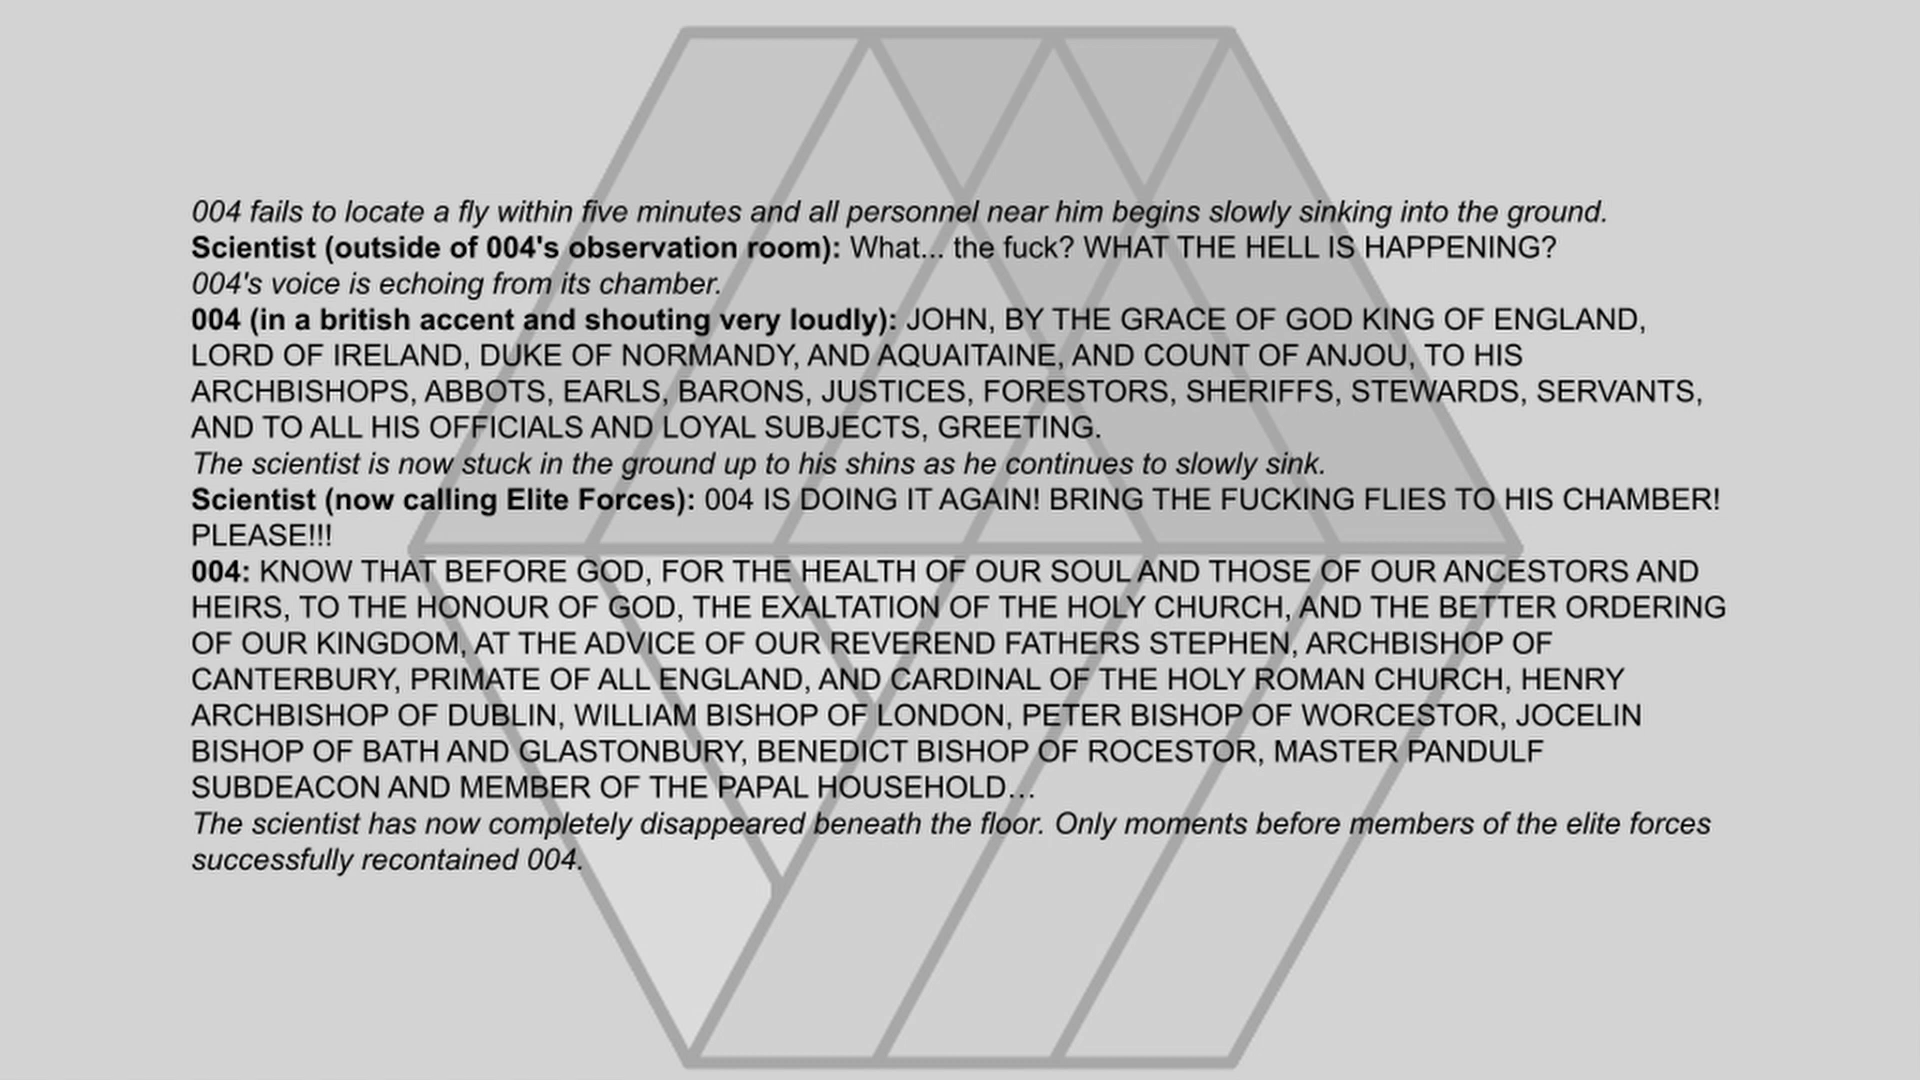 004 fails to locate a fly within five minutes and all personnel near him begins slowly sinking into the ground.
Scientist (outside of 004's observation room): What... the fuck? WHAT THE HELL IS HAPPENING?
004's voice is echoing from its chamber.
004 (in a british accent and shouting very loudly): JOHN, BY THE GRACE OF GOD KING OF ENGLAND,
LORD OF IRELAND, DUKE OF NORMANDY, AND AQUAITAINE, AND COUNT OF ANJOU, TO HIS
ARCHBISHOPS, ABBOTS, EARLS, BARONS, JUSTICES, FORESTORS, SHERIFFS, STEWARDS, SERVANTS,
AND TO ALL HIS OFFICIALS AND LOYAL SUBJECTS, GREETING.
The scientist is now stuck in the ground up to his shins as he continues to slowly sink.
Scientist (now calling Elite Forces): 004 IS DOING IT AGAIN! BRING THE FUCKING FLIES TO HIS CHAMBER!
PLEASE!!!
004: KNOW THAT BEFORE GOD, FOR THE HEALTH OF OUR SOUL AND THOSE OF OUR ANCESTORS AND
HEIRS, TO THE HONOUR OF GOD, THE EXALTATION OF THE HOLY CHURCH, AND THE BETTER ORDERING
OF OUR KINGDOM, AT THE ADVICE OF OUR REVEREND FATHERS STEPHEN, ARCHBISHOP OF
CANTERBURY, PRIMATE OF ALL ENGLAND, AND CARDINAL OF THE HOLY ROMAN CHURCH, HENRY
ARCHBISHOP OF DUBLIN, WILLIAM BISHOP OF LONDON, PETER BISHOP OF WORCESTOR, JOCELIN
BISHOP OF BATH AND GLASTONBURY, BENEDICT BISHOP OF ROCESTOR, MASTER PANDULF
SUBDEACON AND MEMBER OF THE PAPAL HOUSEHOLD…
The scientist has now completely disappeared beneath the floor. Only moments before members of the elite forces
successfully recontained 004.